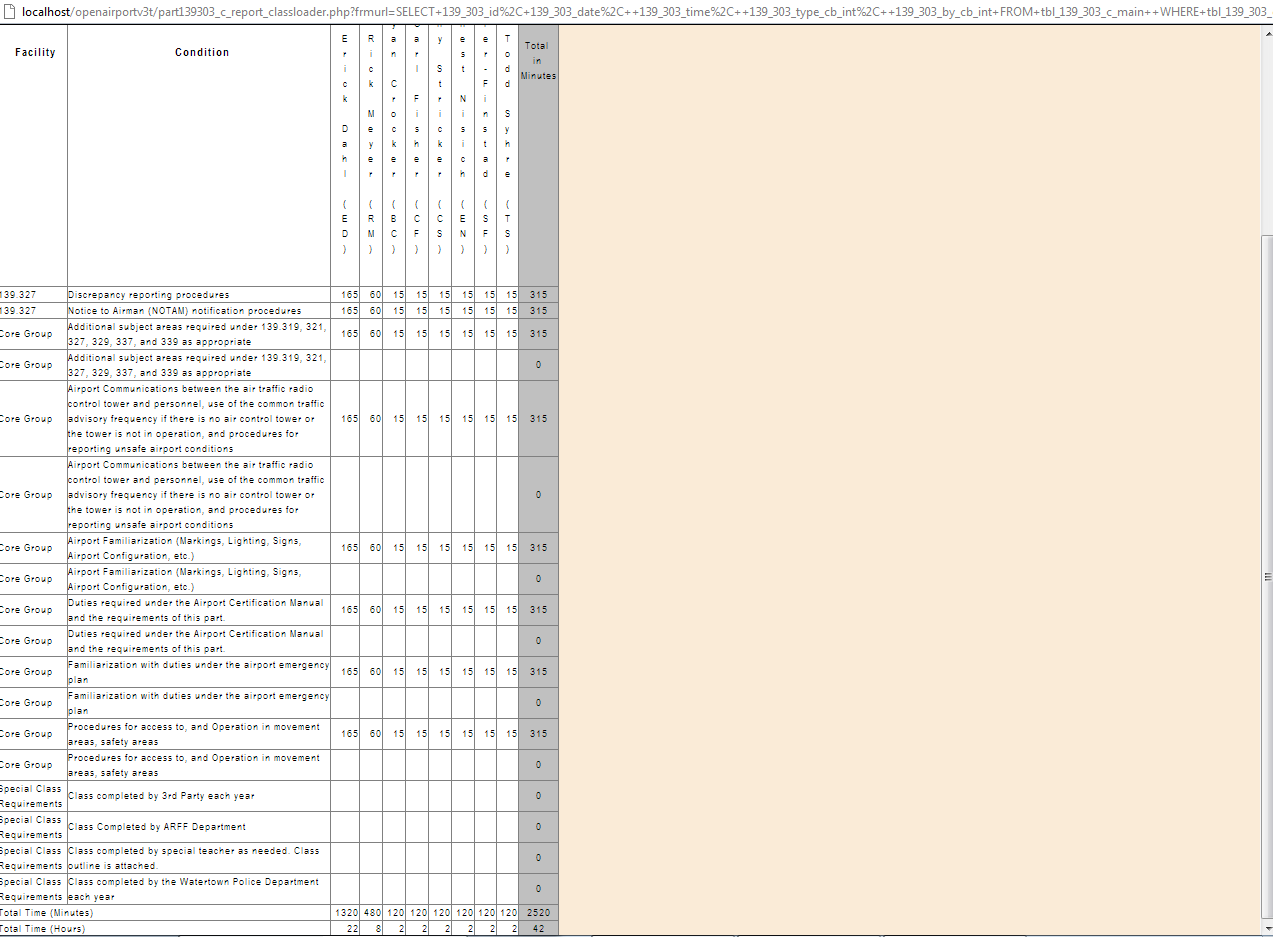 localhost/openairportv3t/part139303_c_report_classloader.php?frmurl=SELECT+139_303_id%2C+139_303_date%2C++139_303_time%2C++139_303_type_cb_int%2C++139_303_by_cb_int+FROM+tbl_139_303_c_main++WHERE+tbl_139_303_
Facility Condition
Erick Dahl (ED)
Rick Meyer (RM)
an Crocker (BC)
arl Fisher (CF)
y Stricker (CS)
est Nisich (EN)
er-Finstad (SF)
Todd Syhre (TS)
Total
in
Minutes
139.327 Discrepancy reporting procedures 165 60 15 15 15 15 15 15 315
139.327 Notice to Airman (NOTAM) notification procedures 165 60 15 15 15 15 15 15 315
Core Group Additional subject areas required under 139.319, 321,
327, 329, 337, and 339 as appropriate 165 60 15 15 15 15 15 15 315
Core Group Additional subject areas required under 139.319, 321,
327, 329, 337, and 339 as appropriate 0
Airport Communications between the air traffic radio
control tower and personnel, use of the common traffic
Core Group advisory frequency if there is no air control tower or 165 60 15 15 15 15 15 15 315
the tower is not in operation, and procedures for
reporting unsafe airport conditions
Airport Communications between the air traffic radio
control tower and personnel, use of the common traffic
Core Group advisory frequency if there is no air control tower or 0
the tower is not in operation, and procedures for
reporting unsafe airport conditions
Core Group Airport Familiarization (Markings, Lighting, Signs,
Airport Configuration, etc.) 165 60 15 15 15 15 15 15 315
Core Group Airport Familiarization (Markings, Lighting, Signs,
Airport Configuration, etc.) 0
Core Group Duties required under the Airport Certification Manual
and the requirements of this part. 165 60 15 15 15 15 15 15 315
Core Group Duties required under the Airport Certification Manual
and the requirements of this part. 0
Core Group Familiarization with duties under the airport emergency
plan 165 60 15 15 15 15 15 15 315
Core Group Familiarization with duties under the airport emergency
plan 0
Core Group Procedures for access to, and Operation in movement
areas, safety areas 165 60 15 15 15 15 15 15 315
Core Group Procedures for access to, and Operation in movement
areas, safety areas 0
Special Class
Requirements Class completed by 3rd Party each year 0
Special Class
Requirements Class Completed by ARFF Department 0
Special Class Class completed by special teacher as needed. Class
Requirements outline is attached. 0
Special Class Class completed by the Watertown Police Department
Requirements each year 0
Total Time (Minutes) 1320 480 120 120 120 120 120 120 2520
Total Time (Hours) 22 8 2 2 2 2 2 2 42